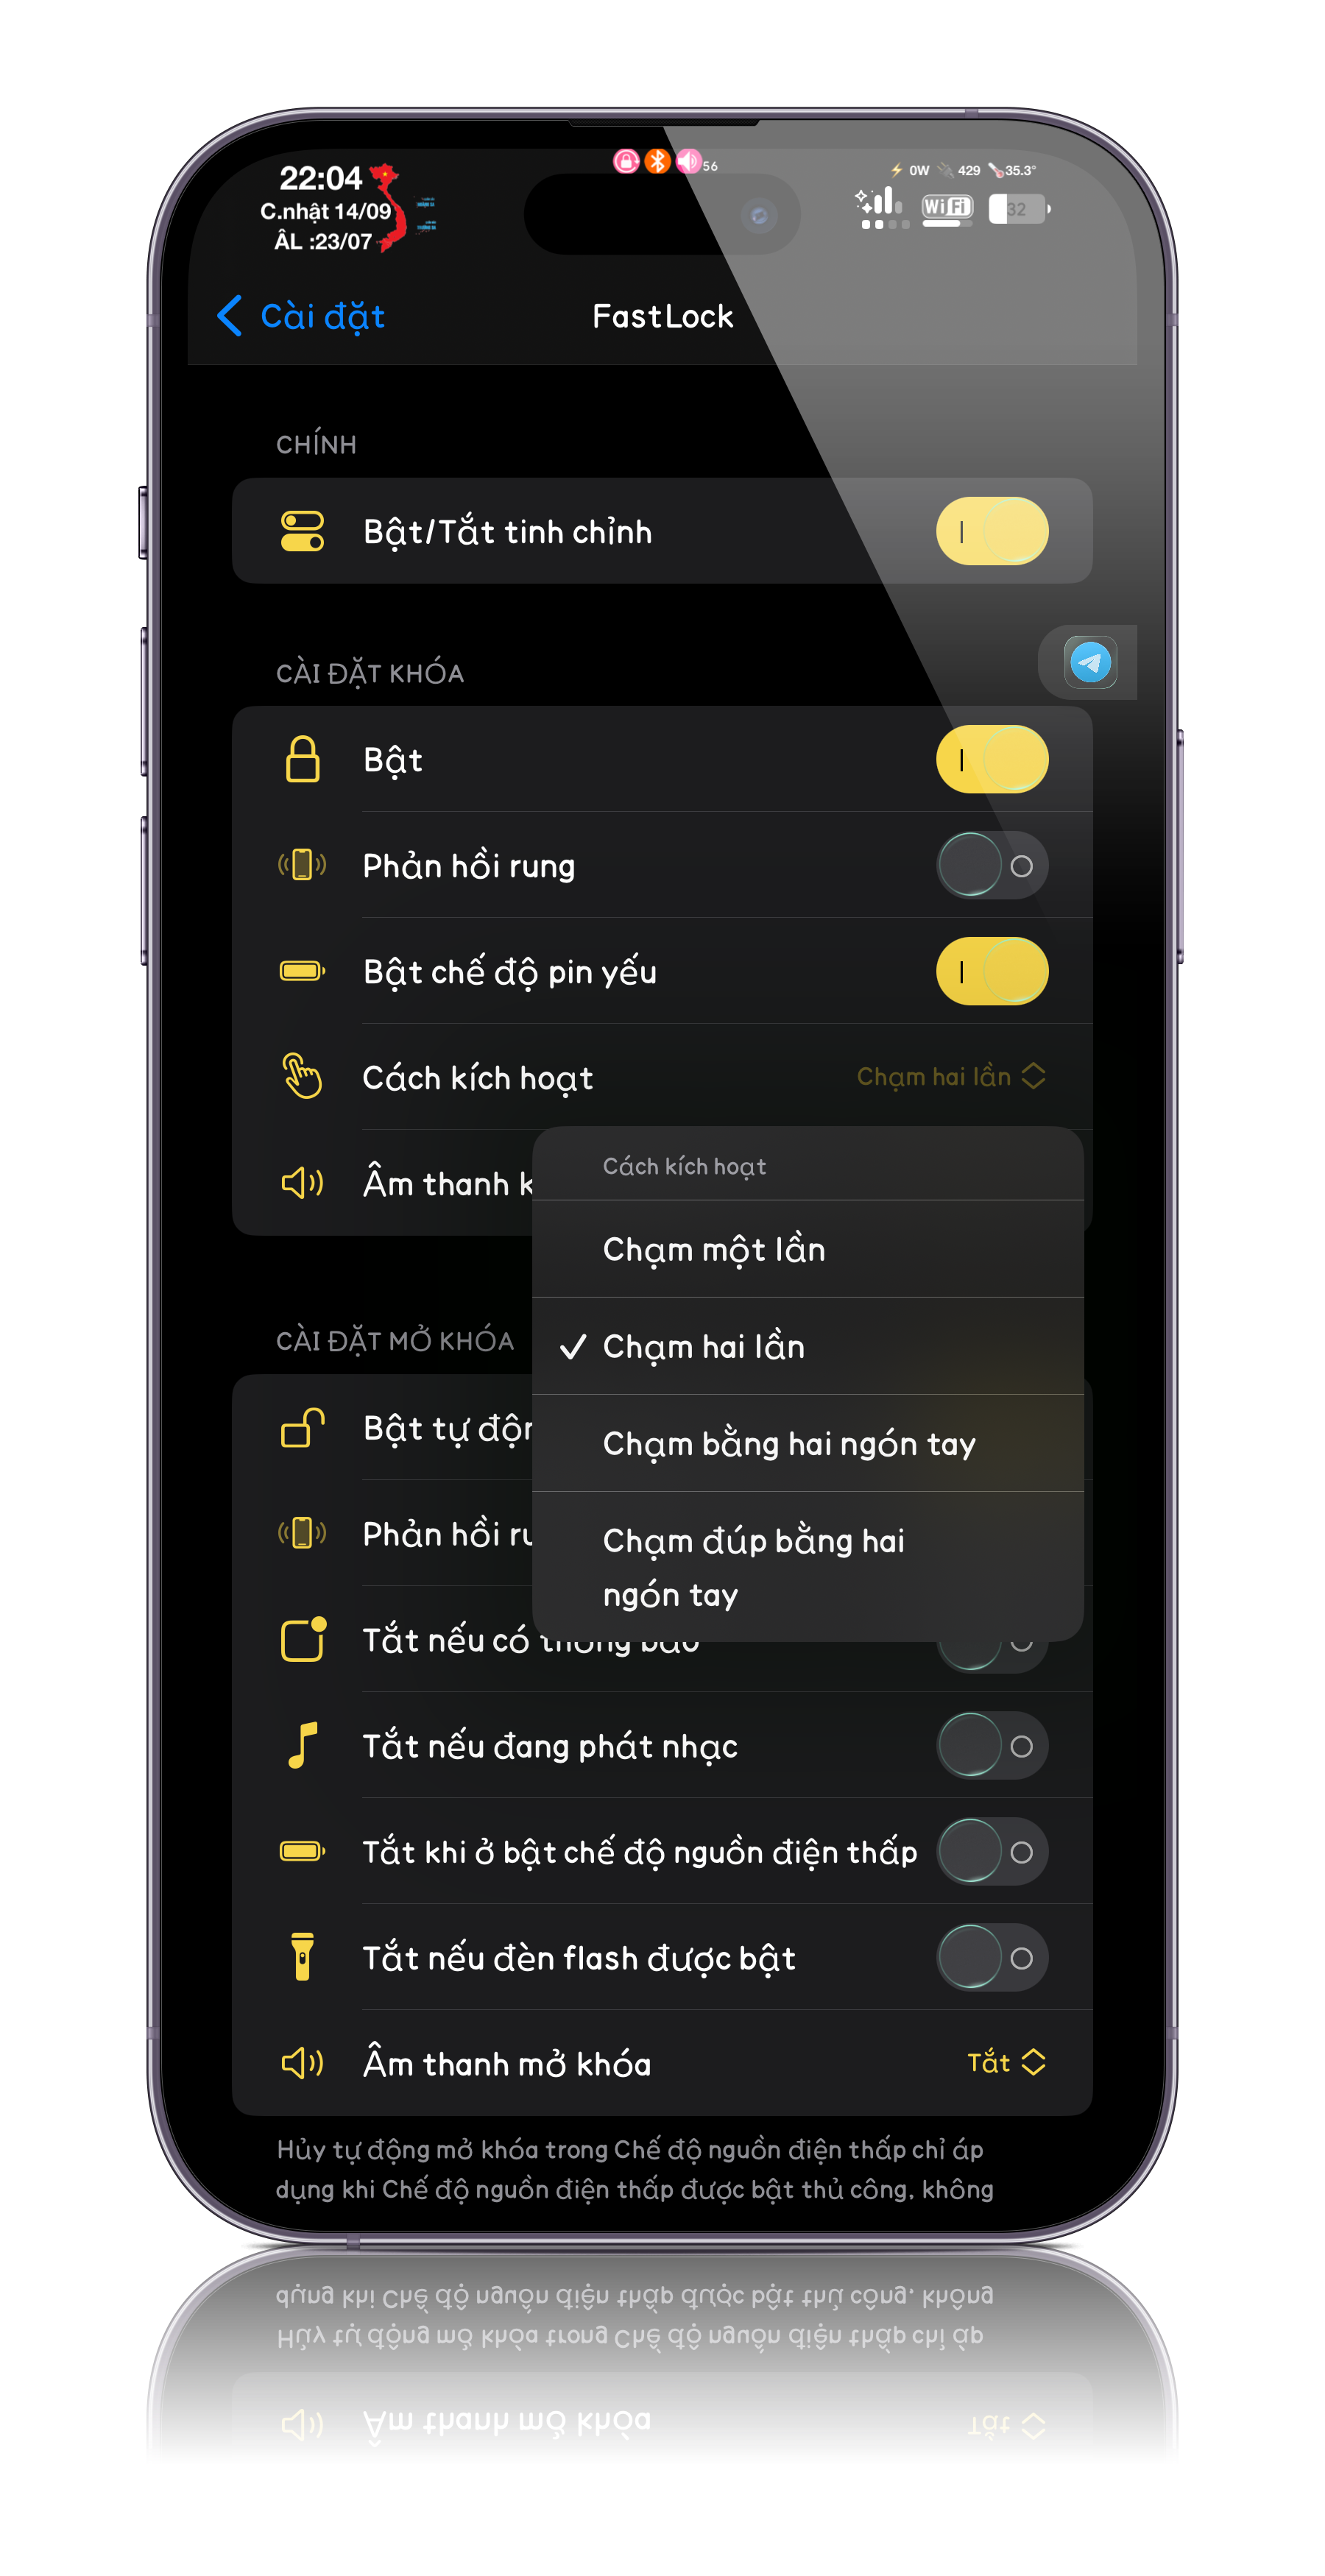 22:04
C.nhật 14/09
ÂL :23/07
56
0W 429 35.3°
WiFi
32
Cài đặt
FastLock
CHÍNH
Bật/Tắt tinh chỉnh
CÀI ĐẶT KHÓA
Bật
Phản hồi rung
Bật chế độ pin yếu
Cách kích hoạt
Chạm hai lần
Âm thanh k
Cách kích hoạt
Chạm một lần
Chạm hai lần
Chạm bằng hai ngón tay
Chạm đúp bằng hai
ngón tay
CÀI ĐẶT MỞ KHÓA
Bật tự độn
Phản hồi ru
Tắt nếu có thông báo
Tắt nếu đang phát nhạc
Tắt khi ở bật chế độ nguồn điện thấp
Tắt nếu đèn flash được bật
Âm thanh mở khóa
Tắt
Hủy tự động mở khóa trong Chế độ nguồn điện thấp chỉ áp
dụng khi Chế độ nguồn điện thấp được bật thủ công, không